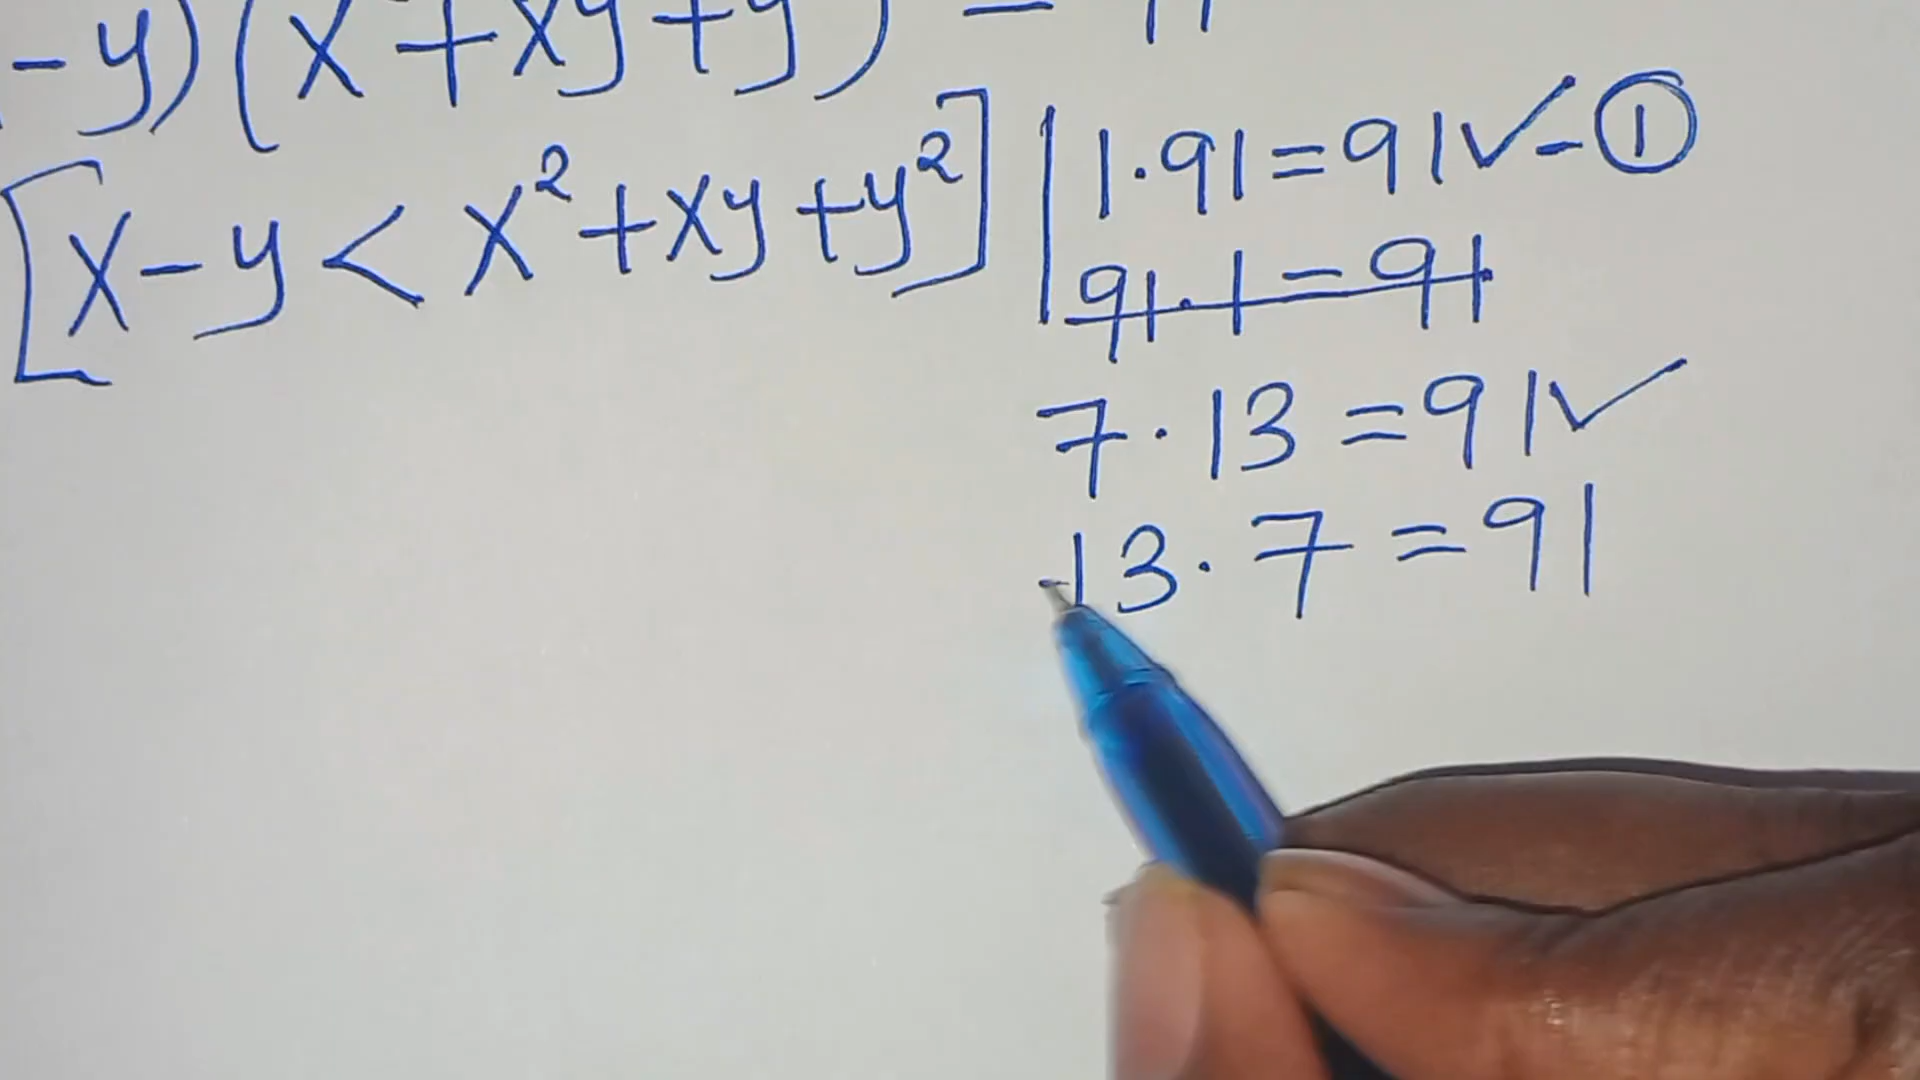 -y)(x²+xy+y²) = 91
[x-y < x²+xy+y²] | 1·91=91✓-①
91·1=91
7·13=91✓
13·7=91